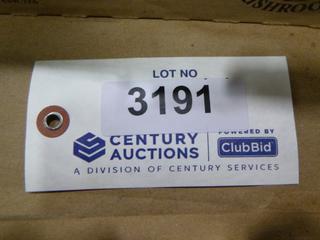 LOT NO
3191
CENTURY
AUCTIONS
POWERED BY
ClubBid
A DIVISION OF CENTURY SERVICES